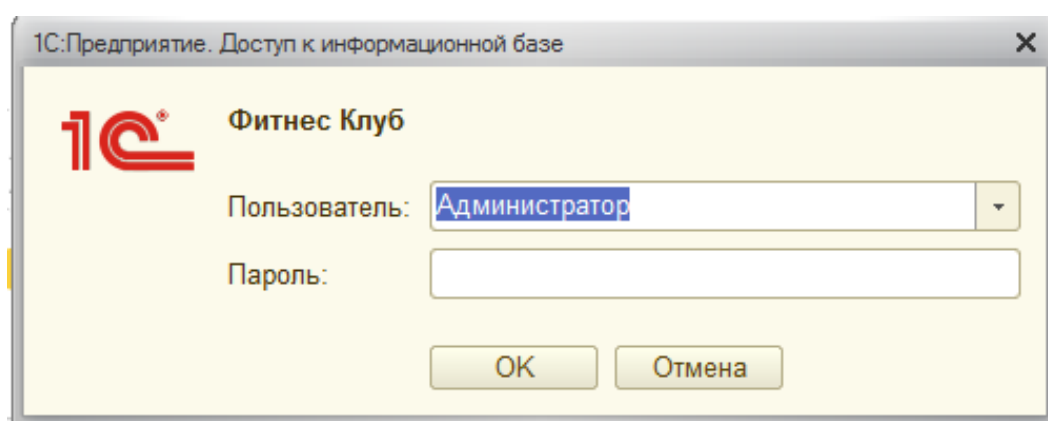 1С:Предприятие. Доступ к информационной базе
1С®
Фитнес Клуб
Пользователь: Администратор
Пароль:
OK Отмена